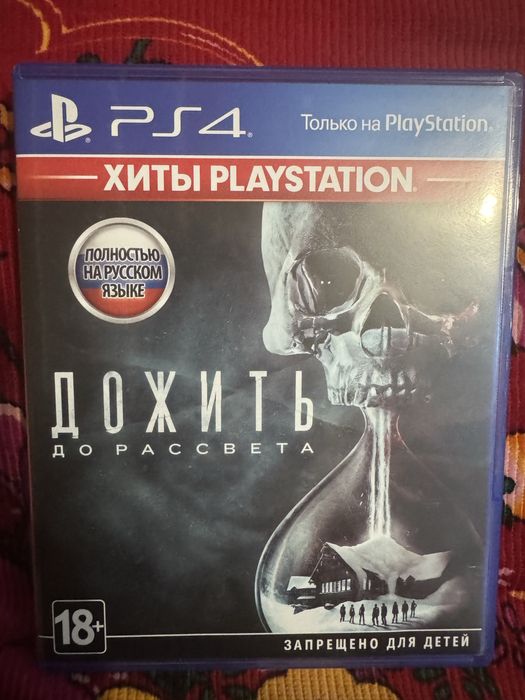 PS4
Только на PlayStation
ХИТЫ PLAYSTATION
ПОЛНОСТЬЮ
НА РУССКОМ
ЯЗЫКЕ
ДОЖИТЬ
ДО РАССВЕТА
18+
ЗАПРЕЩЕНО ДЛЯ ДЕТЕЙ